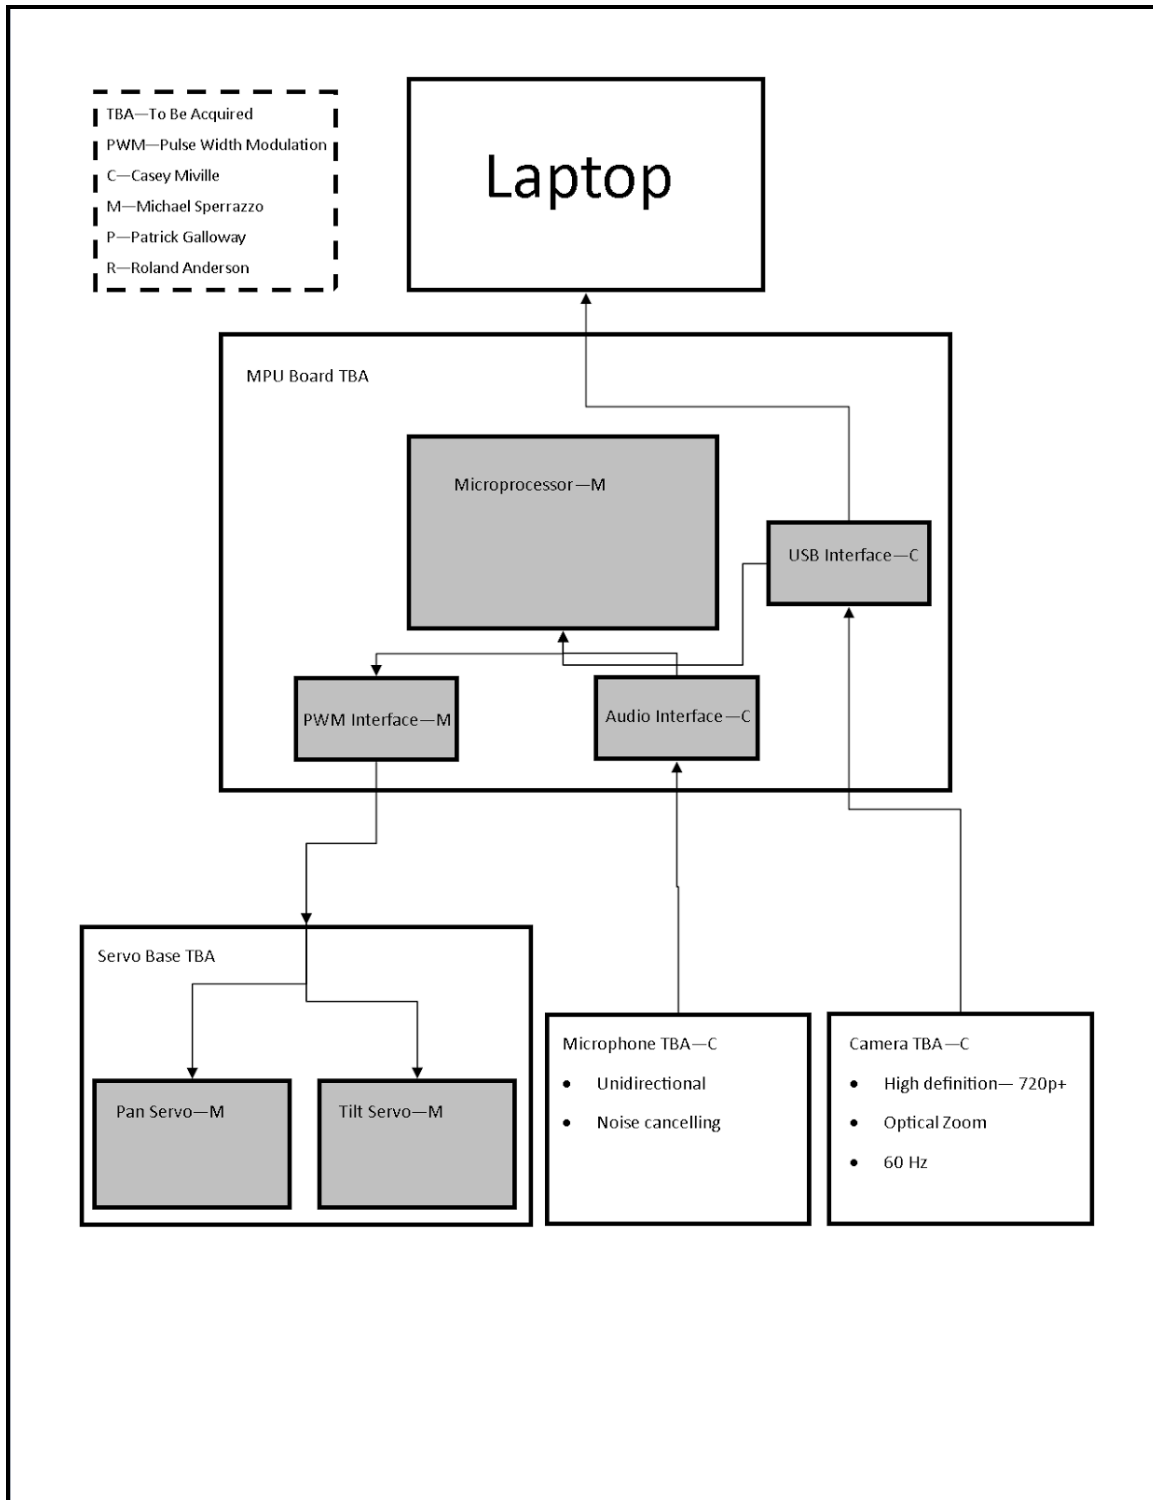 TBA—To Be Acquired
PWM—Pulse Width Modulation
C—Casey Miville
M—Michael Sperrazzo
P—Patrick Galloway
R—Roland Anderson
Laptop
MPU Board TBA
Microprocessor—M
USB Interface—C
PWM Interface—M
Audio Interface—C
Servo Base TBA
Pan Servo—M
Tilt Servo—M
Microphone TBA—C
• Unidirectional
• Noise cancelling
Camera TBA—C
• High definition— 720p+
• Optical Zoom
• 60 Hz